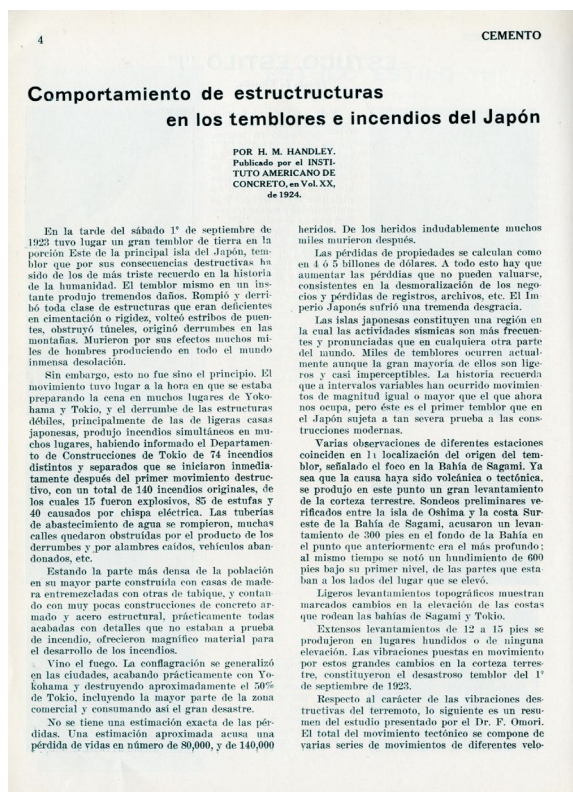 4
CEMENTO
Comportamiento de estructructuras
en los temblores e incendios del Japón
POR H. M. HANDLEY.
Publicado por el INSTI-
TUTO AMERICANO DE
CONCRETO, en Vol. XX,
de 1924.
En la tarde del sábado 1º de septiembre de
1923 tuvo lugar un gran temblor de tierra en la
porción Este de la principal isla del Japón, tem-
blor que por sus consecuencias destructivas ha
sido de los de más triste recuerdo en la historia
de la humanidad. El temblor mismo en un ins-
tante produjo tremendos daños. Rompió y derri-
bó toda clase de estructuras que eran deficientes
en cimentación o rigidez, volteó estribos de puen-
tes, obstruyó túneles, originó derrumbes en las
montañas. Murieron por sus efectos muchos mi-
les de hombres produciendo en todo el mundo
inmensa desolación.
Sin embargo, esto no fue sino el principio. El
movimiento tuvo lugar a la hora en que se estaba
preparando la cena en muchos lugares de Yoko-
hama y Tokio, y el derrumbe de las estructuras
débiles, principalmente de las de ligeras casas
japonesas, produjo incendios simultáneos en mu-
chos lugares, habiendo informado el Departamen-
to de Construcciones de Tokio de 74 incendios
distintos y separados que se iniciaron inmedia-
tamente después del primer movimiento destruc-
tivo, con un total de 140 incendios originales, de
los cuales 15 fueron explosivos, 85 de estufas y
40 causados por chispa eléctrica. Las tuberías
de abastecimiento de agua se rompieron, muchas
calles quedaron obstruídas por el producto de los
derrumbes y por alambres caídos, vehículos aban-
donados, etc.
Estando la parte más densa de la población
en su mayor parte construida con casas de made-
ra entremezcladas con otras de tabique, y contan-
do con muy pocas construcciones de concreto ar-
mado y acero estructural, prácticamente todas
acabadas con detalles que no estaban a prueba
de incendio, ofrecieron magnífico material para
el desarrollo de los incendios.
Vino el fuego. La conflagración se generalizó
en las ciudades, acabando prácticamente con Yo-
kohama y destruyendo aproximadamente el 50%
de Tokio, incluyendo la mayor parte de la zona
comercial y consumando así el gran desastre.
No se tiene una estimación exacta de las pér-
didas. Una estimación aproximada acusa una
pérdida de vidas en número de 80,000, y de 140,000
heridos. De los heridos indudablemente muchos
miles murieron después.
Las pérdidas de propiedades se calculan como
en 4 ó 5 billones de dólares. A todo esto hay que
aumentar las pérdias que no pueden valuarse,
consistentes en la desmoralización de los nego-
cios y pérdidas de registros, archivos, etc. El Im-
perio Japonés sufrió una tremenda desgracia.
Las islas japonesas constituyen una región en
la cual las actividades sísmicas son más frecuen-
tes y pronunciadas que en cualquiera otra parte
del mundo. Miles de temblores ocurren actual-
mente aunque la gran mayoría de ellos son lige-
ros y casi imperceptibles. La historia recuerda
que a intervalos variables han ocurrido movimien-
tos de magnitud igual o mayor que el que ahora
nos ocupa, pero éste es el primer temblor que en
el Japón sujeta a tan severa prueba a las cons-
trucciones modernas.
Varias observaciones de diferentes estaciones
coinciden en la localización del origen del tem-
blor, señalado el foco en la Bahía de Sagami. Ya
sea que la causa haya sido volcánica o tectónica,
se produjo en este punto un gran levantamiento
de la corteza terrestre. Sondeos preliminares ve-
rificados entre la isla de Oshima y la costa Sur-
este de la Bahía de Sagami, acusaron un levan-
tamiento de 300 pies en el fondo de la Bahía en
el punto que anteriormente era el más profundo;
al mismo tiempo se notó un hundimiento de 600
pies bajo su primer nivel, de las partes que esta-
ban a los lados del lugar que se elevó.
Ligeros levantamientos topográficos muestran
marcados cambios en la elevación de las costas
que rodean las bahías de Sagami y Tokio.
Extensos levantamientos de 12 a 15 pies se
produjeron en lugares hundidos o de ninguna
elevación. Las vibraciones puestas en movimiento
por estos grandes cambios en la corteza terres-
tre, constituyeron el desastroso temblor del 1º
de septiembre de 1923.
Respecto al carácter de las vibraciones des-
tructivas del terremoto, lo siguiente es un resu-
men del estudio presentado por el Dr. F. Omori.
El total del movimiento tectónico se compone de
varias series de movimientos de diferentes velo-